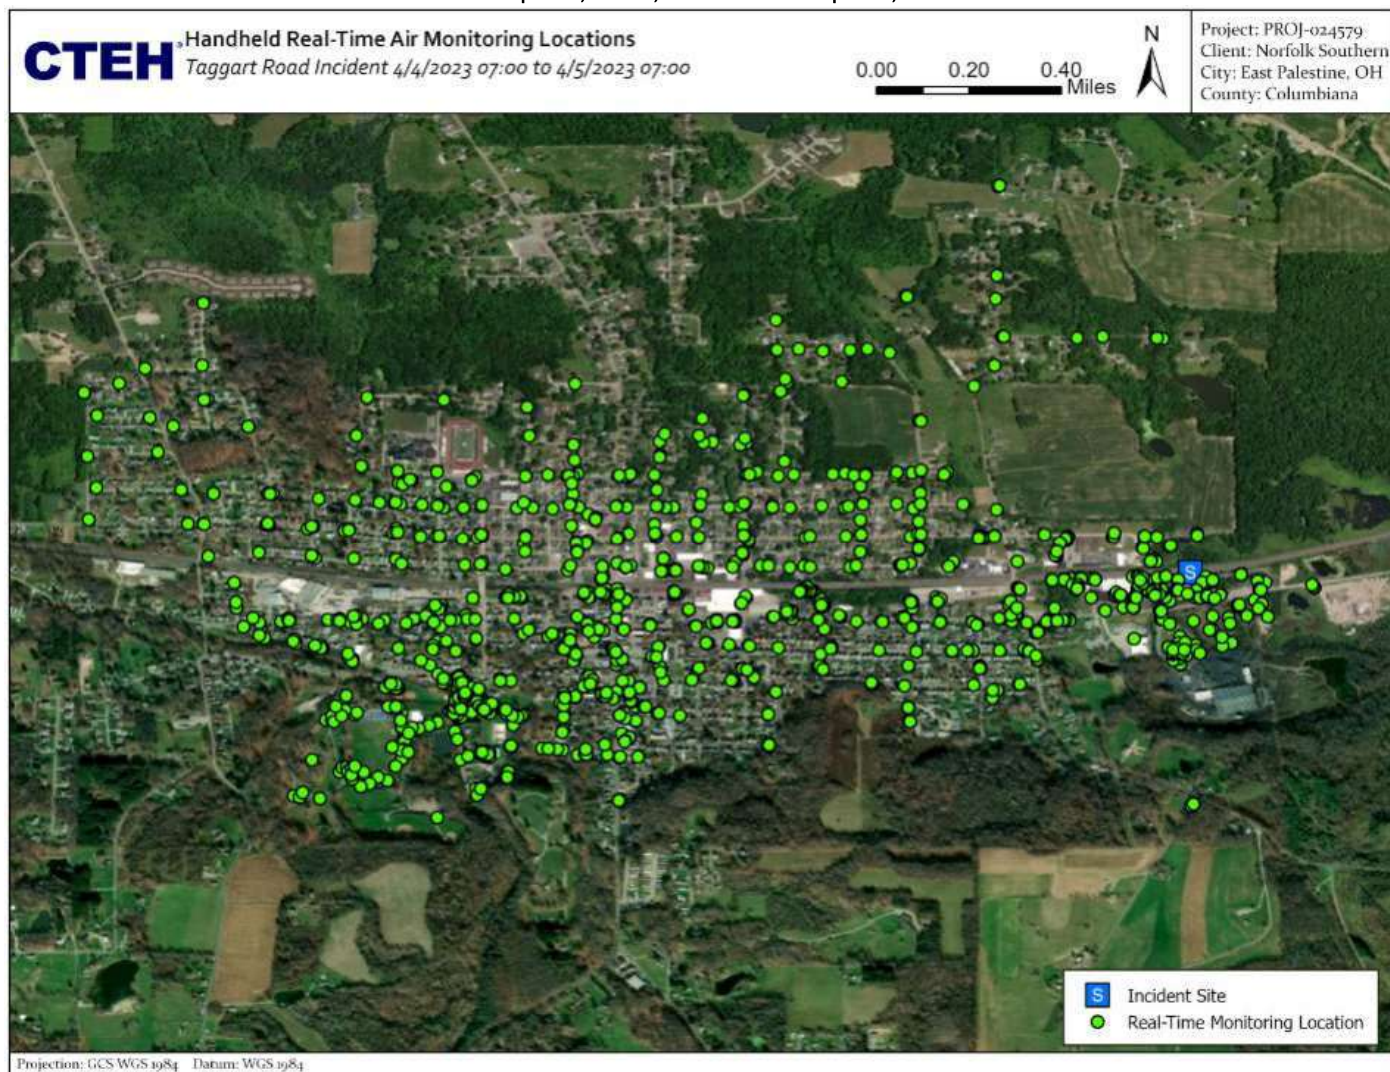 CTEH
Handheld Real-Time Air Monitoring Locations
Taggart Road Incident 4/4/2023 07:00 to 4/5/2023 07:00
0.00 0.20 0.40
Miles
N
Project: PROJ-024579
Client: Norfolk Southern
City: East Palestine, OH
County: Columbiana
S
S Incident Site
Real-Time Monitoring Location
Projection: GCS WGS 1984 Datum: WGS 1984